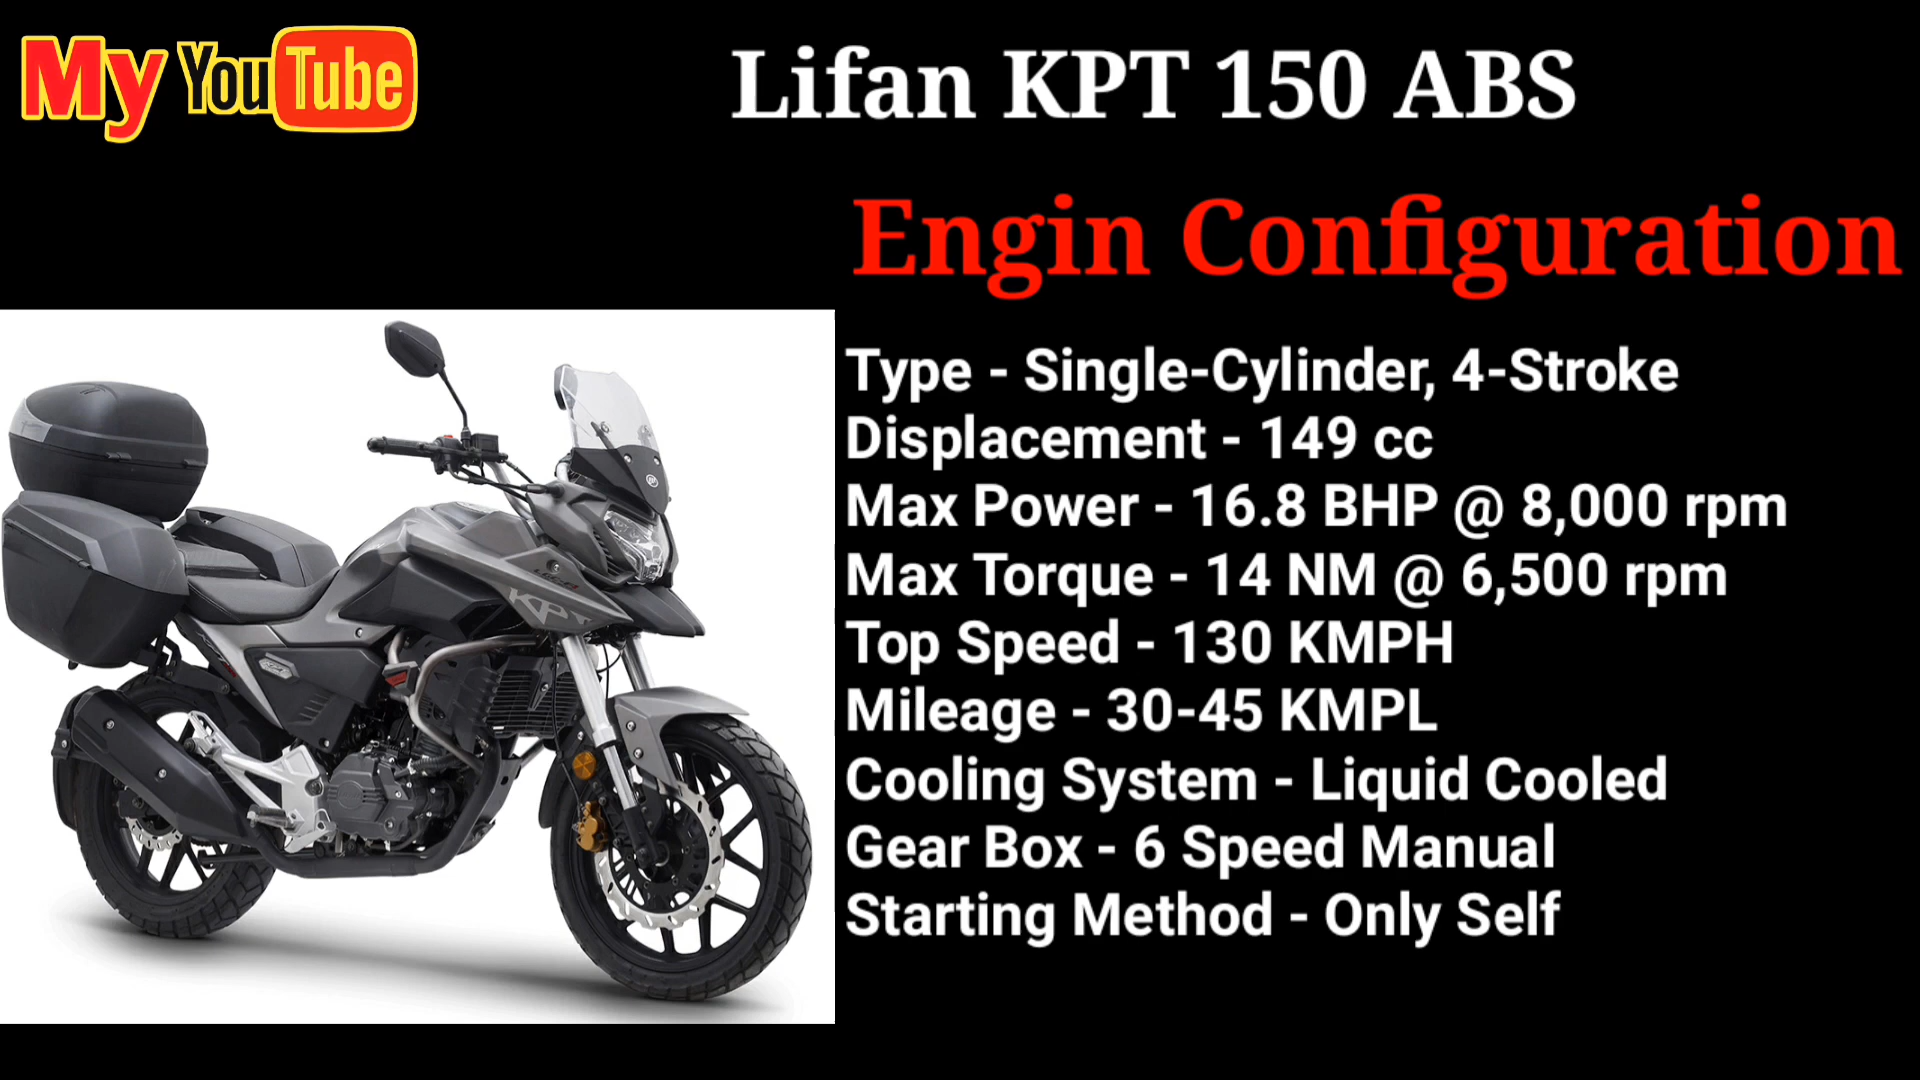 My YouTube
Lifan KPT 150 ABS
Engin Configuration
Type - Single-Cylinder, 4-Stroke
Displacement - 149 cc
Max Power - 16.8 BHP @ 8,000 rpm
Max Torque - 14 NM @ 6,500 rpm
Top Speed - 130 KMPH
Mileage - 30-45 KMPL
Cooling System - Liquid Cooled
Gear Box - 6 Speed Manual
Starting Method - Only Self
KPT